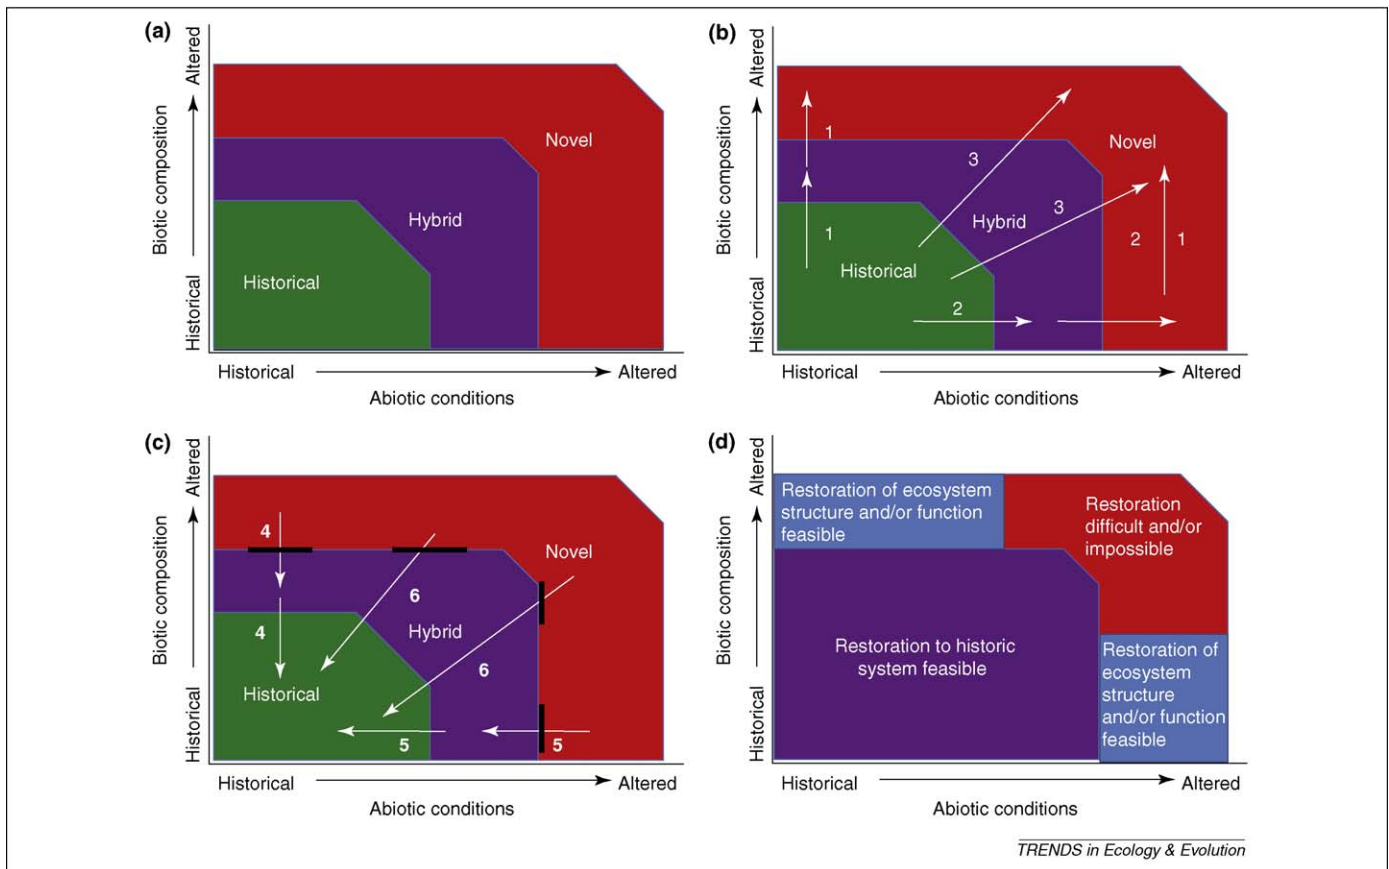 (a)
Altered
Biotic composition
Historical
Novel
Hybrid
Historical
Historical
Altered
Abiotic conditions
(b)
Altered
Biotic composition
Historical
1
3
Novel
3
Hybrid
2
1
1
Historical
2
Historical
Altered
Abiotic conditions
(c)
Altered
Biotic composition
Historical
4
Novel
6
4
Hybrid
6
Historical
5
5
Historical
Altered
Abiotic conditions
(d)
Altered
Biotic composition
Historical
Restoration of ecosystem
structure and/or function
feasible
Restoration
difficult and/or
impossible
Restoration to historic
system feasible
Restoration of
ecosystem
structure
and/or function
feasible
Historical
Altered
Abiotic conditions
TRENDS in Ecology & Evolution